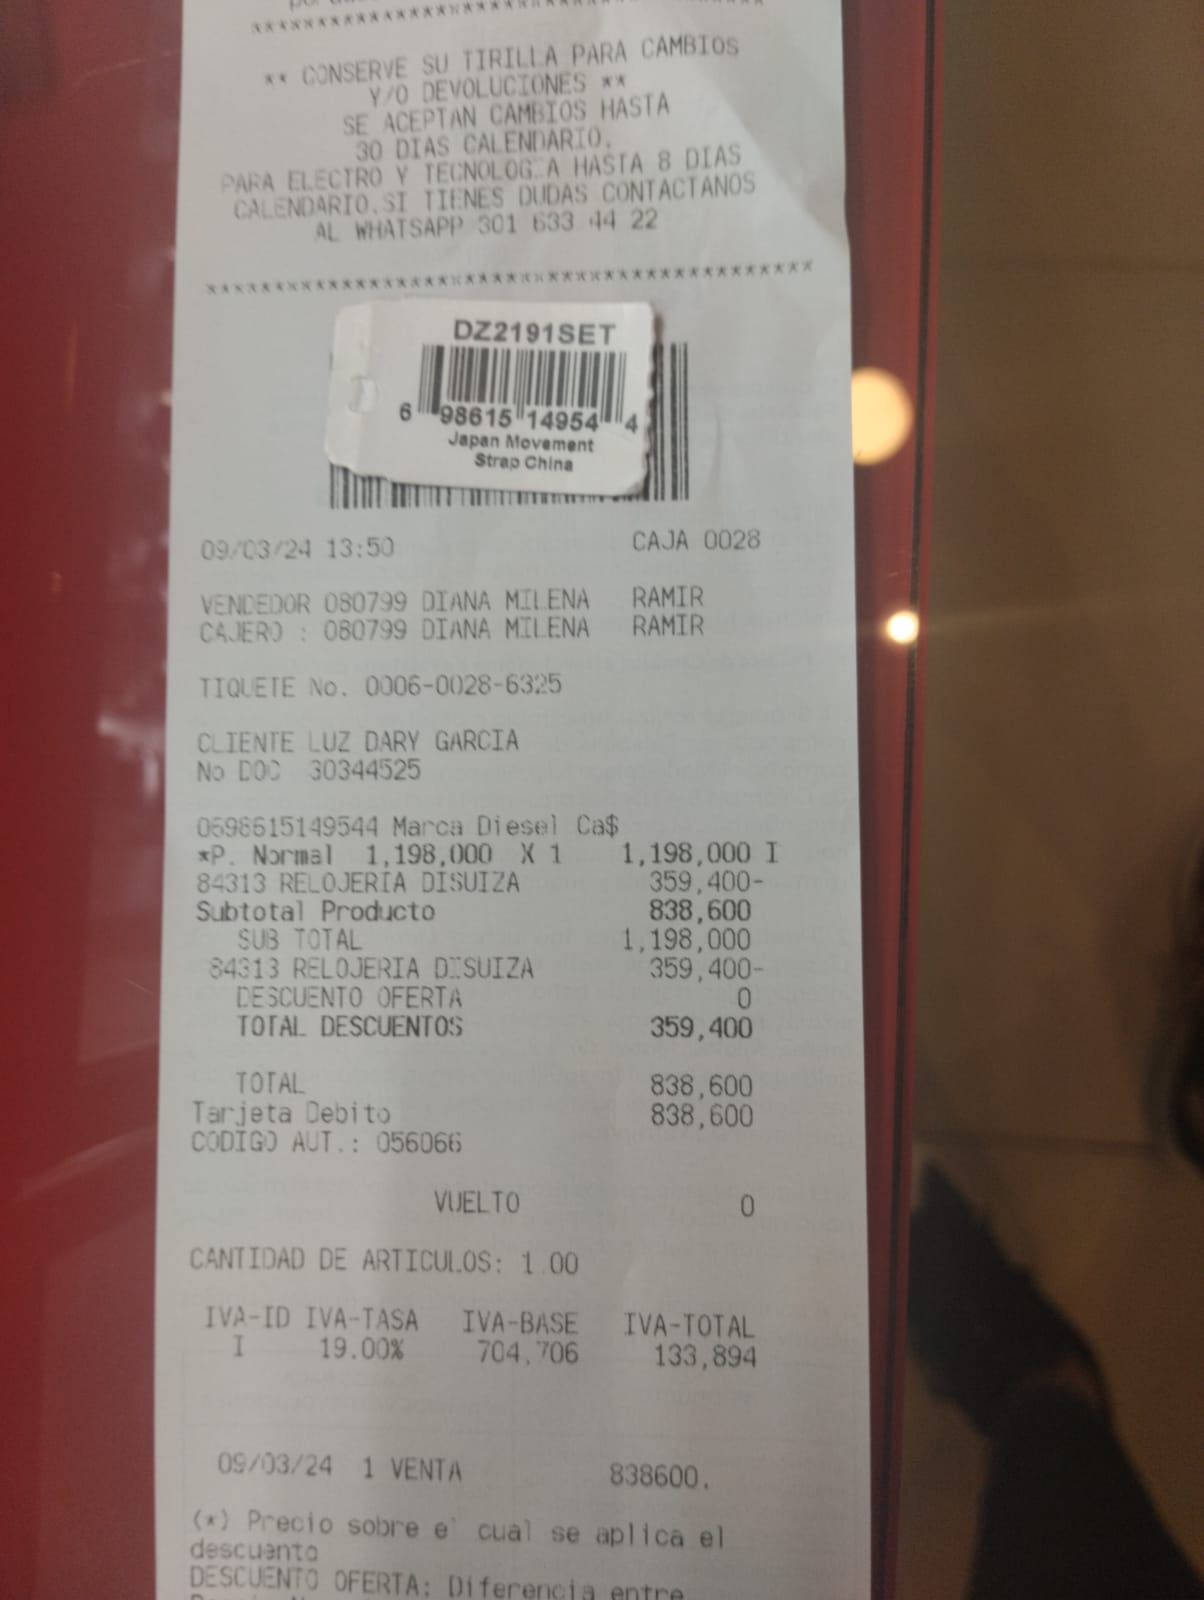 ** CONSERVE SU TIRILLA PARA CAMBIOS
Y/O DEVOLUCIONES **
SE ACEPTAN CAMBIOS HASTA
30 DIAS CALENDARIO.
PARA ELECTRO Y TECNOLOG A HASTA 8 DIAS
CALENDARIO.SI TIENES DUDAS CONTACTANOS
AL WHATSAPP 301 633 44 22
DZ2191SET
6 98615 14954 4
Japan Movement
Strap China
09/03/24 13:50 CAJA 0028
VENDEDOR 080799 DIANA MILENA RAMIR
CAJERO : 080799 DIANA MILENA RAMIR
TIQUETE No. 0006-0028-6325
CLIENTE LUZ DARY GARCIA
No DOC 30344525
0698615149544 Marca Diesel Ca$
*P. Normal 1,198,000 X 1 1,198,000 I
84313 RELOJERIA DISUIZA 359,400-
Subtotal Producto 838,600
SUB TOTAL 1,198,000
84313 RELOJERIA DISUIZA 359,400-
DESCUENTO OFERTA 0
TOTAL DESCUENTOS 359,400
TOTAL 838,600
Tarjeta Debito 838,600
CODIGO AUT.: 056066
VUELTO 0
CANTIDAD DE ARTICULOS: 1.00
IVA-ID IVA-TASA IVA-BASE IVA-TOTAL
I 19.00% 704,706 133,894
09/03/24 1 VENTA 838600.
(*) Precio sobre el cual se aplica el
descuento
DESCUENTO OFERTA: Diferencia entre